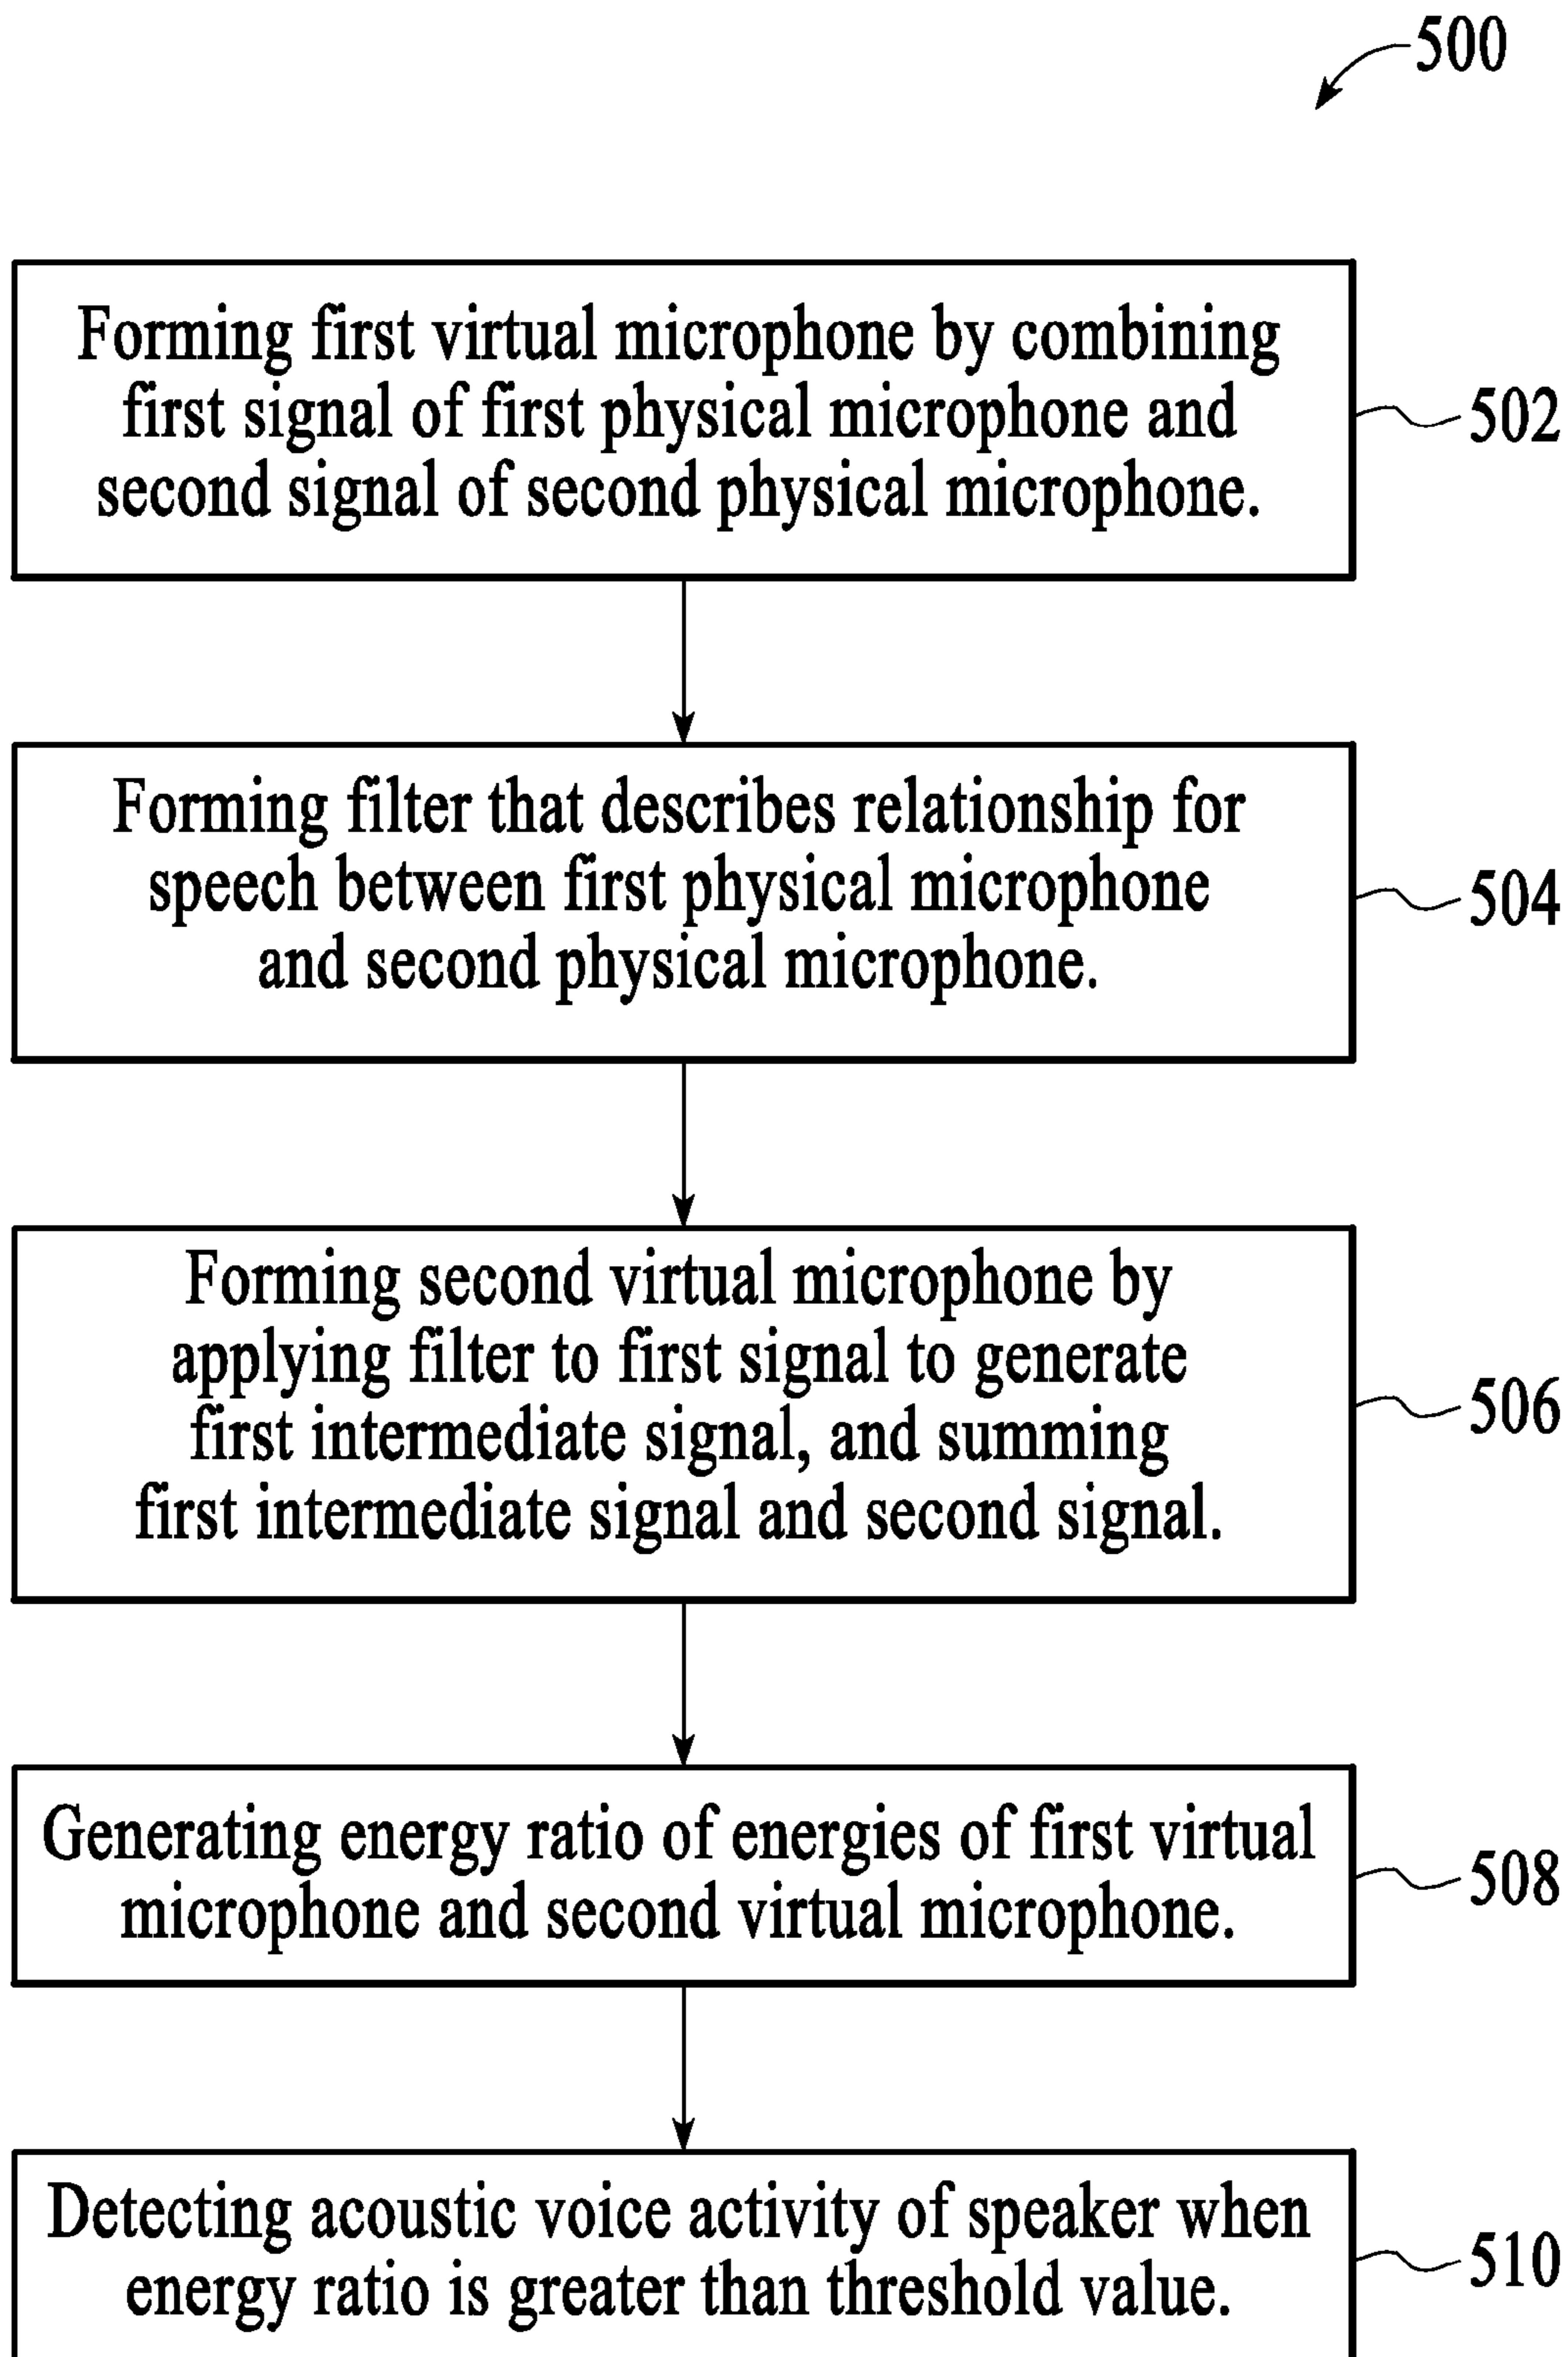 500
Forming first virtual microphone by combining
first signal of first physical microphone and
second signal of second physical microphone.
502
Forming filter that describes relationship for
speech between first physical microphone
and second physical microphone.
504
Forming second virtual microphone by
applying filter to first signal to generate
first intermediate signal, and summing
first intermediate signal and second signal.
506
Generating energy ratio of energies of first virtual
microphone and second virtual microphone.
508
Detecting acoustic voice activity of speaker when
energy ratio is greater than threshold value.
510